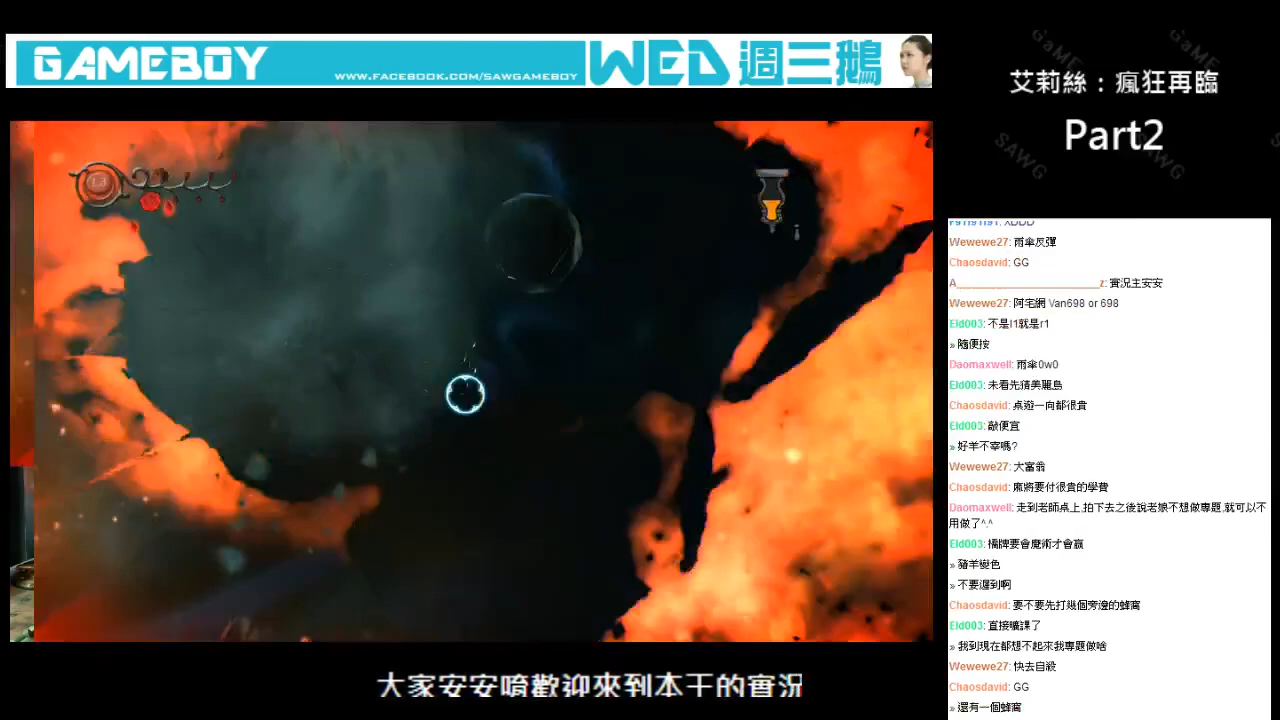 GAMEBOY
WWW.FACEBOOK.COM/SAWGAMEBOY
WED 週三鵝
艾莉絲：瘋狂再臨
Part2
SAWG
13
Wewewe27: 雨傘反彈
Chaosdavid: GG
A________________________z: 實況主安安
Wewewe27: 阿宅網 Van698 or 698
Eld003: 不是l1就是r1
» 隨便按
Daomaxwell: 雨傘0w0
Eld003: 未看先猜美麗島
Chaosdavid: 桌遊一向都很貴
Eld003: 敲便宜
» 好羊不宰嗎?
Wewewe27: 大富翁
Chaosdavid: 麻將要付很貴的學費
Daomaxwell: 走到老師桌上,拍下去之後說老娘不想做專題,就可以不
用做了^.^
Eld003: 橋牌要會魔術才會贏
» 豬羊變色
» 不要遲到啊
Chaosdavid: 要不要先打幾個旁邊的蜂窩
Eld003: 直接曠課了
» 我到現在都想不起來我專題做啥
Wewewe27: 快去自殺
Chaosdavid: GG
» 還有一個蜂窩
大家安安唷歡迎來到本王的實況